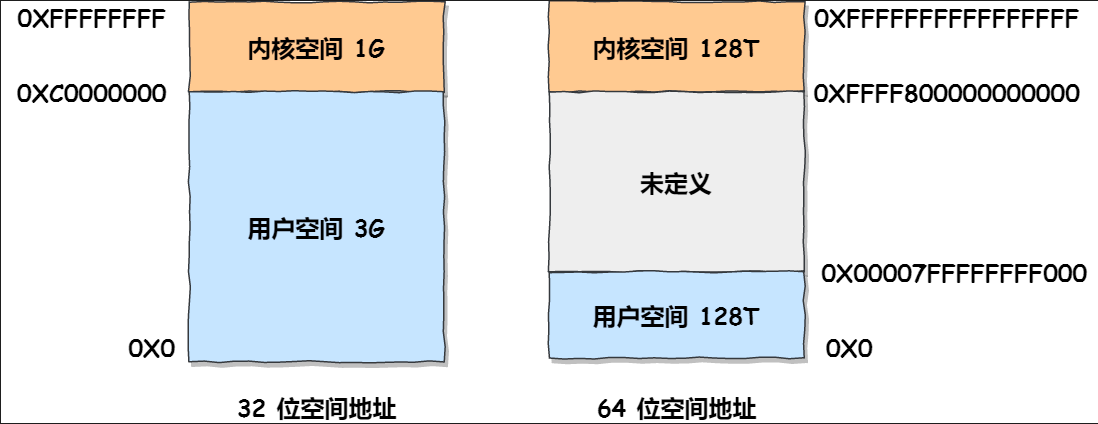 0XFFFFFFFF
内核空间 1G
0XC0000000
用户空间 3G
0X0
32 位空间地址
内核空间 128T
0XFFFFFFFFFFFFFFFF
0XFFFF800000000000
未定义
0X00007FFFFFFFF000
用户空间 128T
0X0
64 位空间地址